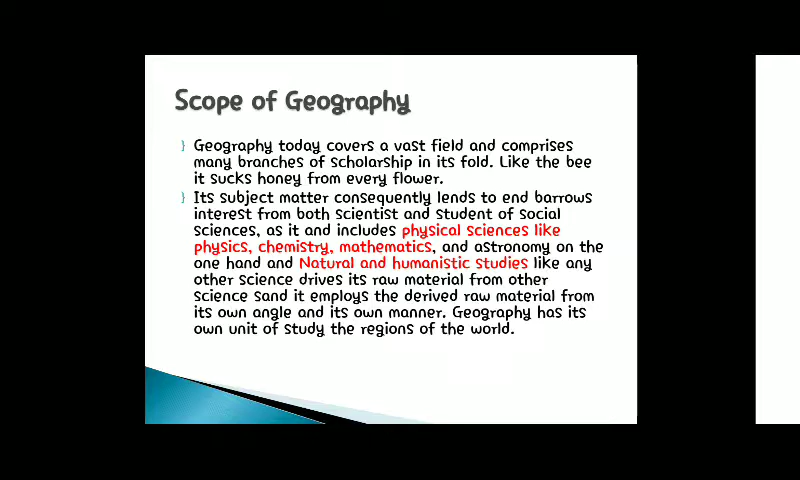 Scope of Geography
} Geography today covers a vast field and comprises
many branches of scholarship in its fold. Like the bee
it sucks honey from every flower.
} Its subject matter consequently lends to end barrows
interest from both scientist and student of social
sciences, as it and includes physical sciences like
physics, chemistry, mathematics, and astronomy on the
one hand and Natural and humanistic studies like any
other science drives its raw material from other
science sand it employs the derived raw material from
its own angle and its own manner. Geography has its
own unit of study the regions of the world.